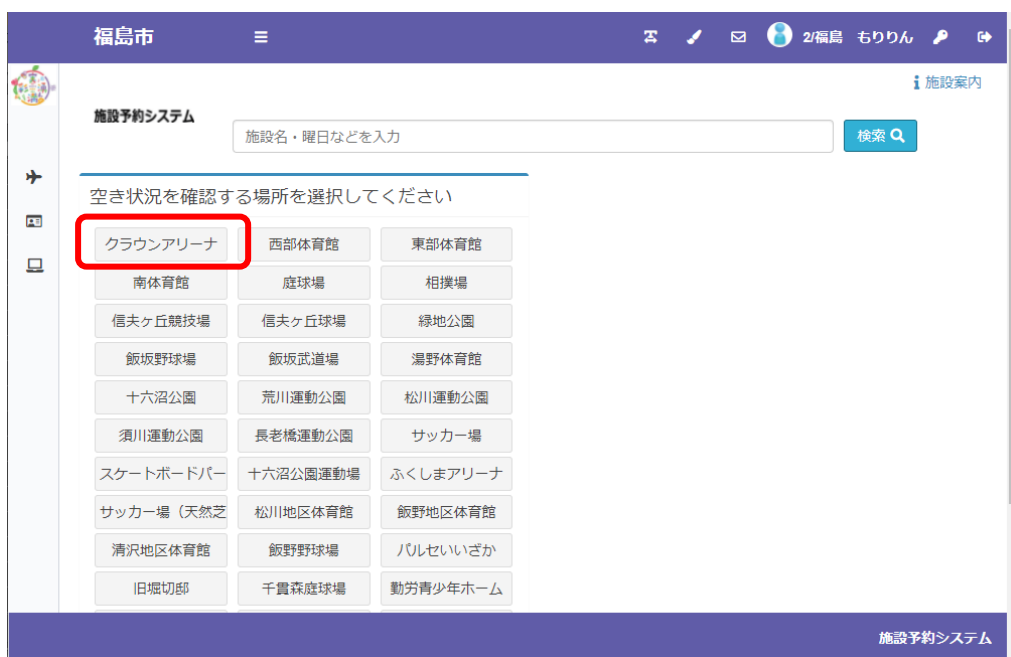 福島市
2/福島 もりりん
施設案内
施設予約システム
施設名・曜日などを入力
検索
空き状況を確認する場所を選択してください
クラウンアリーナ 西部体育館 東部体育館
南体育館 庭球場 相撲場
信夫ヶ丘競技場 信夫ヶ丘球場 緑地公園
飯坂野球場 飯坂武道場 湯野体育館
十六沼公園 荒川運動公園 松川運動公園
須川運動公園 長老橋運動公園 サッカー場
スケートボードパー 十六沼公園運動場 ふくしまアリーナ
サッカー場（天然芝 松川地区体育館 飯野地区体育館
清沢地区体育館 飯野野球場 パルセいいざか
旧堀切邸 千貫森庭球場 勤労青少年ホーム
施設予約システム